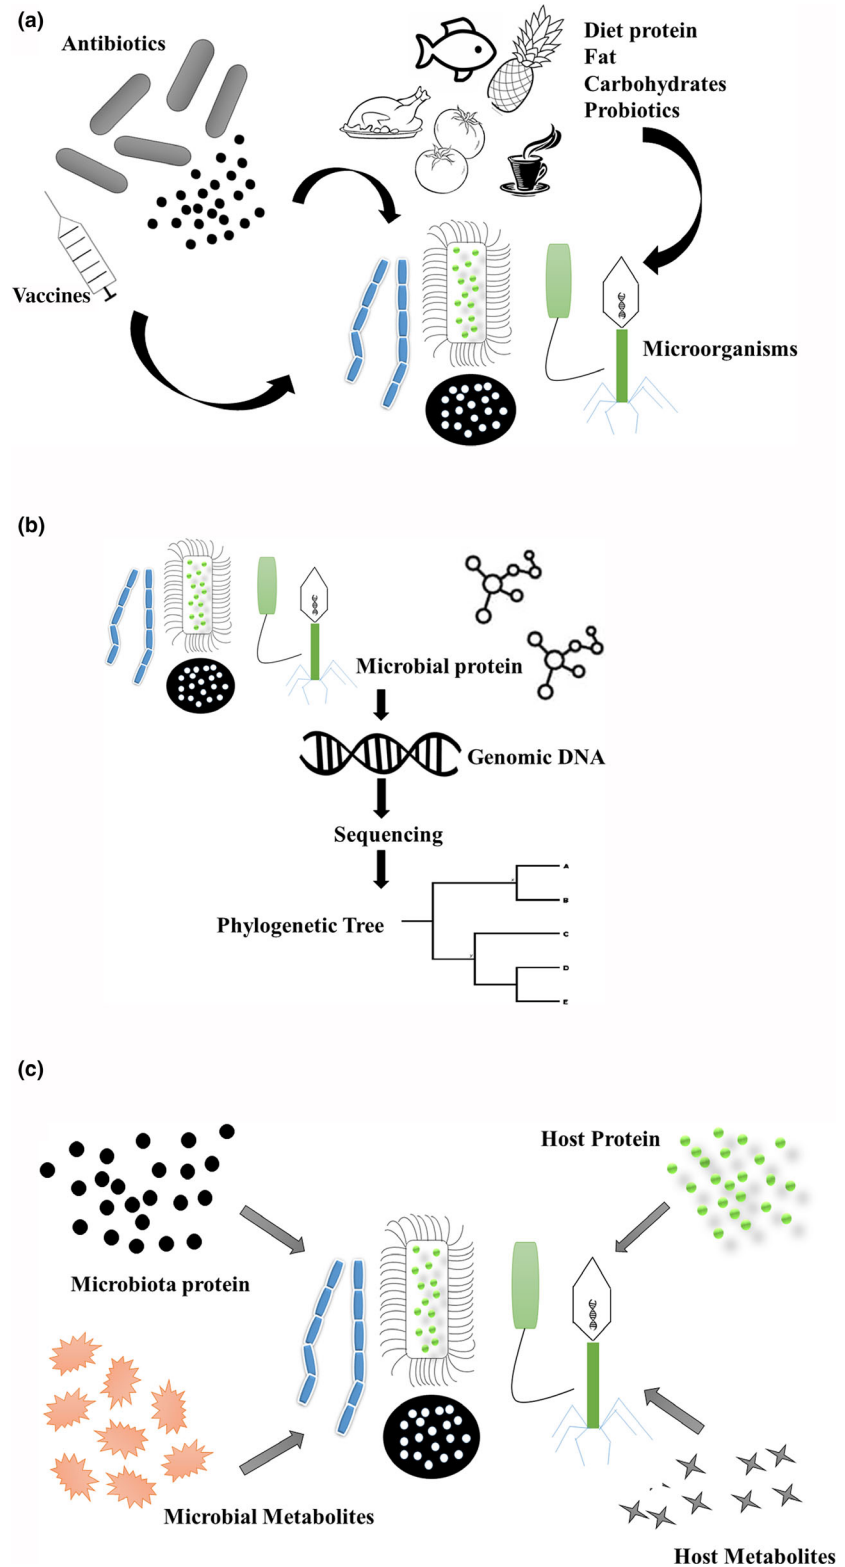 (a)
Antibiotics
Diet protein
Fat
Carbohydrates
Probiotics
Vaccines
Microorganisms
(b)
Microbial protein
Genomic DNA
Sequencing
Phylogenetic Tree
A
B
C
D
E
(c)
Host Protein
Microbiota protein
Microbial Metabolites
Host Metabolites